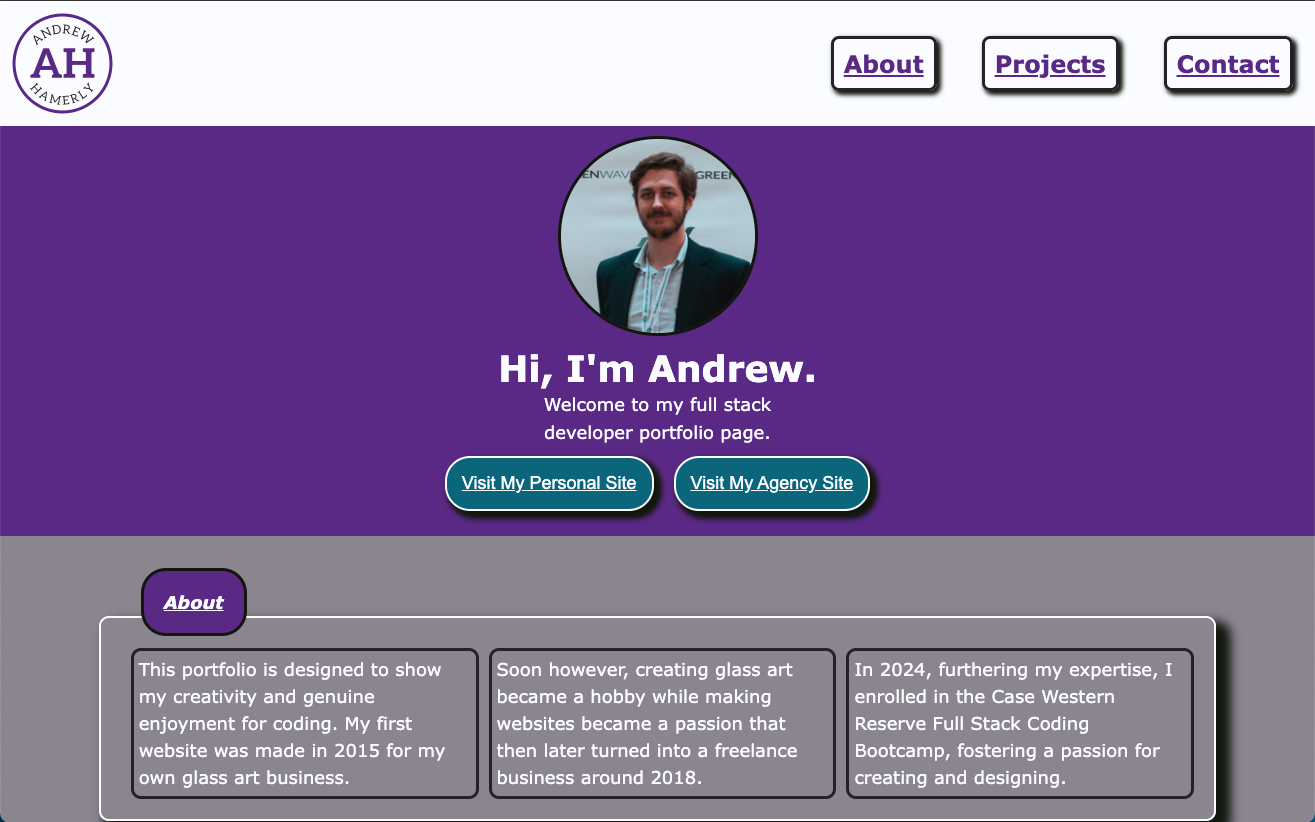 ANDREW
AH
HAMERLY
About
Projects
Contact
ENWAV
GREEN
Hi, I'm Andrew.
Welcome to my full stack
developer portfolio page.
Visit My Personal Site
Visit My Agency Site
About
This portfolio is designed to show
my creativity and genuine
enjoyment for coding. My first
website was made in 2015 for my
own glass art business.
Soon however, creating glass art
became a hobby while making
websites became a passion that
then later turned into a freelance
business around 2018.
In 2024, furthering my expertise, I
enrolled in the Case Western
Reserve Full Stack Coding
Bootcamp, fostering a passion for
creating and designing.